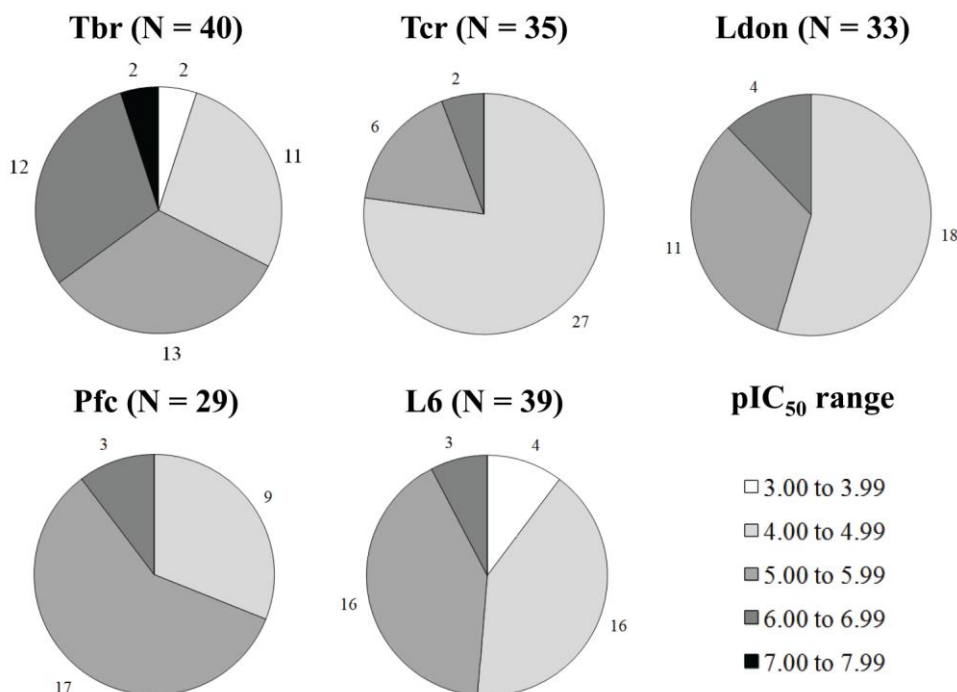 Tbr (N = 40)
2
2
11
13
12
Tcr (N = 35)
2
6
27
Ldon (N = 33)
4
11
18
Pfc (N = 29)
3
9
17
L6 (N = 39)
3
4
16
16
pIC50 range
3.00 to 3.99
4.00 to 4.99
5.00 to 5.99
6.00 to 6.99
7.00 to 7.99